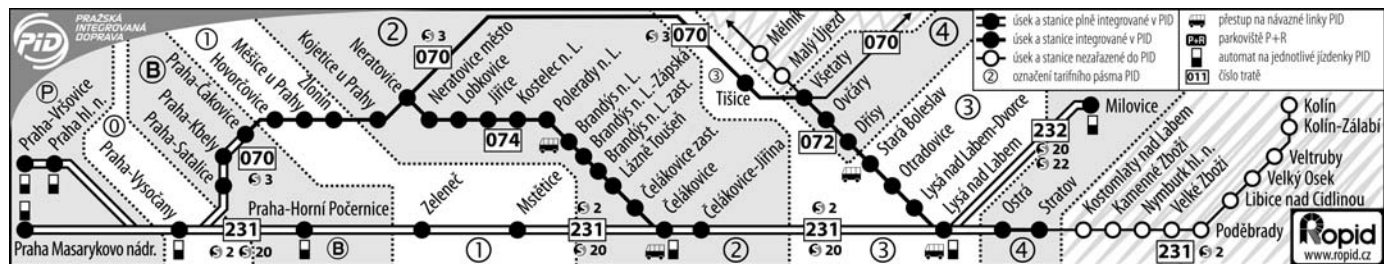 PRAŽSKÁ
INTEGROVANÁ
DOPRAVA
PID
P
Praha-Vršovice
Praha hl. n.
Praha Masarykovo nádr.
0
Praha-Vysočany
B
Praha-Satalice
Praha-Kbely
Praha-Čakovice
070
S 3
1
Hovorčovice
Měšice u Prahy
Zlonín
Kojetice u Prahy
2
Neratovice
070
S 3
Neratovice město
Lobkovice
Jiřice
Kostelec n. L.
074
Polerady n. L.
Brandýs n. L.
Brandýs n. L.-Zápská
Brandýs n. L. zast.
Lázně Toušeň
Čelákovice zast.
Čelákovice
Čelákovice-Jiřina
231
S 2 S 20
Praha-Horní Počernice
B
Zeleneč
1
Mstětice
231
S 2
S 20
2
S 3
070
3
Tišice
Mělník
Malý Újezd
070
4
Všetaty
Ovčáry
072
Dřísy
Stará Boleslav
3
Otradovice
Lysá nad Labem-Dvorce
Lysá nad Labem
231
S 2
S 20
3
232
S 20
S 22
Milovice
Ostrá
Stratov
4
Kostomlaty nad Labem
Kamenné Zboží
Nymburk hl. n.
Velké Zboží
231
S 2
Poděbrady
Libice nad Cidlinou
Velký Osek
Veltruby
Kolín-Zálabí
Kolín
úsek a stanice plně integrované v PID
úsek a stanice integrované v PID
úsek a stanice nezařazené do PID
2 označení tarifního pásma PID
přestup na návazné linky PID
P+R parkoviště P+R
automat na jednotlivé jízdenky PID
011 číslo tratě
Ropid
www.ropid.cz